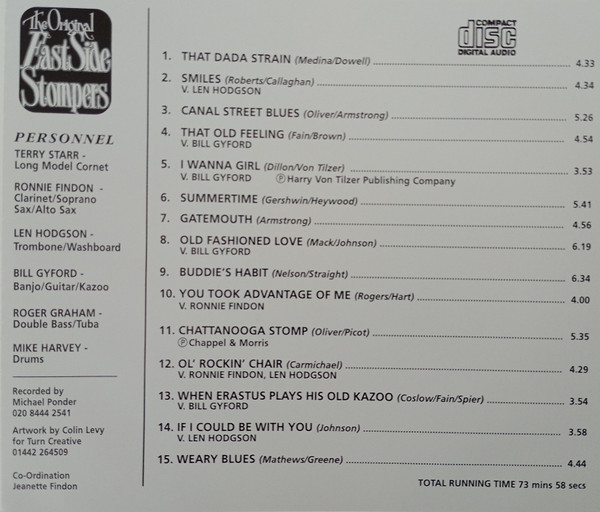 The Original
East Side
Stompers
PERSONNEL
TERRY STARR -
Long Model Cornet
RONNIE FINDON -
Clarinet/Soprano
Sax/Alto Sax
LEN HODGSON -
Trombone/Washboard
BILL GYFORD -
Banjo/Guitar/Kazoo
ROGER GRAHAM -
Double Bass/Tuba
MIKE HARVEY -
Drums
Recorded by
Michael Ponder
020 8444 2541
Artwork by Colin Levy
for Turn Creative
01442 264509
Co-Ordination
Jeanette Findon
COMPACT
disc
DIGITAL AUDIO
1. THAT DADA STRAIN (Medina/Dowell) 4.33
2. SMILES (Roberts/Callaghan) 4.34
V. LEN HODGSON
3. CANAL STREET BLUES (Oliver/Armstrong) 5.26
4. THAT OLD FEELING (Fain/Brown) 4.54
V. BILL GYFORD
5. I WANNA GIRL (Dillon/Von Tilzer) 3.53
V. BILL GYFORD Ⓟ Harry Von Tilzer Publishing Company
6. SUMMERTIME (Gershwin/Heywood) 5.41
7. GATEMOUTH (Armstrong) 4.56
8. OLD FASHIONED LOVE (Mack/Johnson) 6.19
V. BILL GYFORD
9. BUDDIE'S HABIT (Nelson/Straight) 6.34
10. YOU TOOK ADVANTAGE OF ME (Rogers/Hart) 4.00
V. RONNIE FINDON
11. CHATTANOOGA STOMP (Oliver/Picot) 5.35
Ⓟ Chappel & Morris
12. OL' ROCKIN' CHAIR (Carmichael) 4.29
V. RONNIE FINDON, LEN HODGSON
13. WHEN ERASTUS PLAYS HIS OLD KAZOO (Coslow/Fain/Spier) 3.54
V. BILL GYFORD
14. IF I COULD BE WITH YOU (Johnson) 3.58
V. LEN HODGSON
15. WEARY BLUES (Mathews/Greene) 4.44
TOTAL RUNNING TIME 73 mins 58 secs